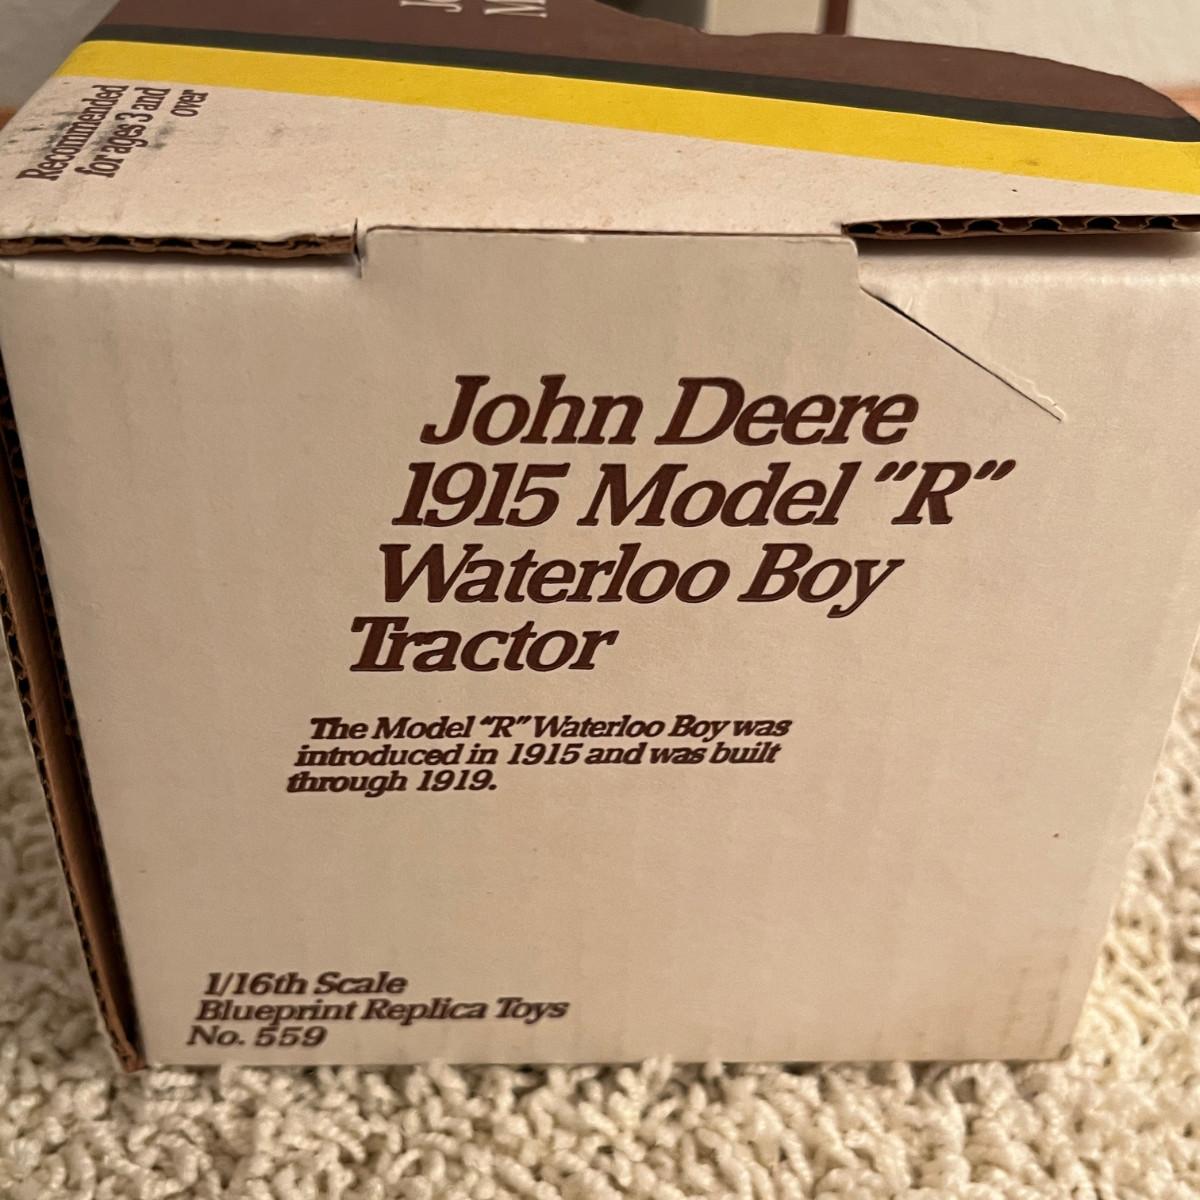 Recommended
for ages 3 and
over
John Deere
1915 Model "R"
Waterloo Boy
Tractor
The Model "R" Waterloo Boy was
introduced in 1915 and was built
through 1919.
1/16th Scale
Blueprint Replica Toys
No. 559